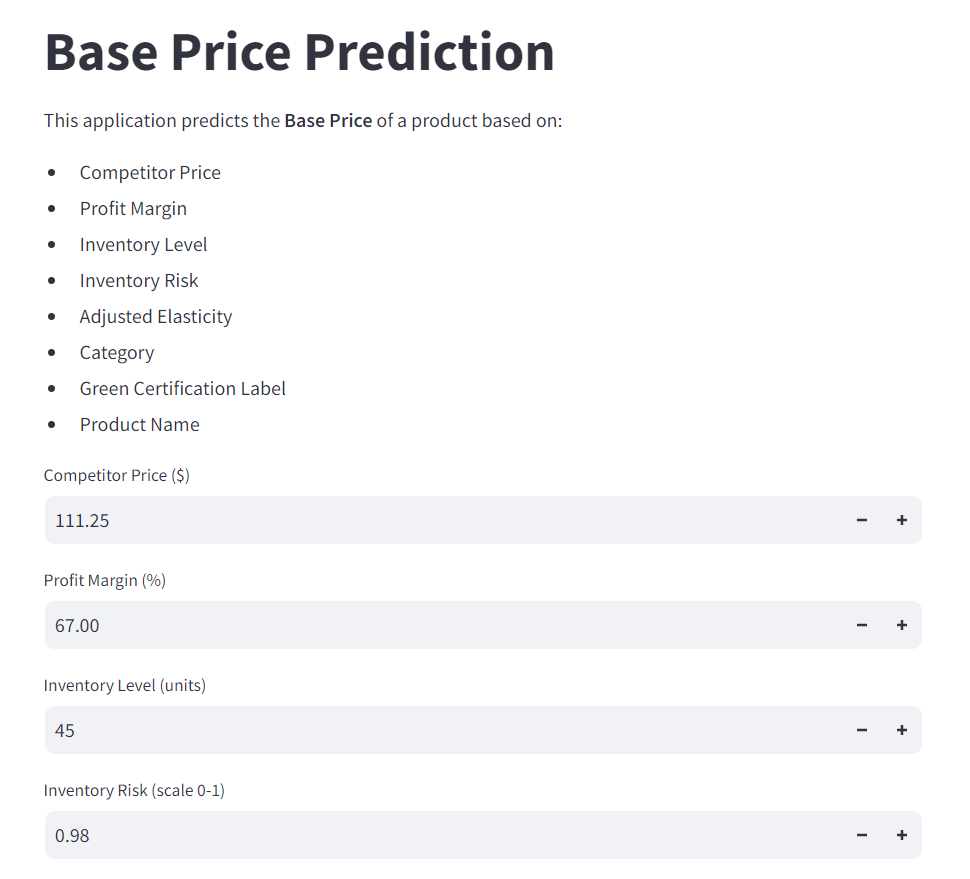 Base Price Prediction
This application predicts the Base Price of a product based on:
• Competitor Price
• Profit Margin
• Inventory Level
• Inventory Risk
• Adjusted Elasticity
• Category
• Green Certification Label
• Product Name
Competitor Price ($)
111.25
Profit Margin (%)
67.00
Inventory Level (units)
45
Inventory Risk (scale 0-1)
0.98